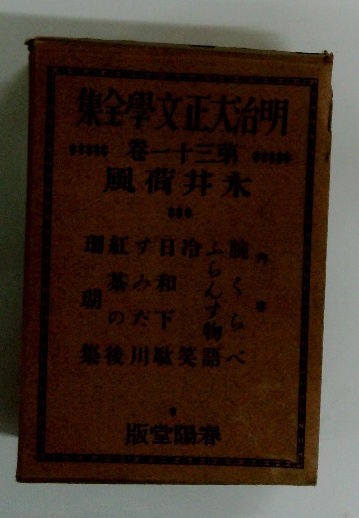 明治大正文學全集
第三十一卷
永井荷風
內容
腕くらべ
ふらんす物語
冷笑
日和下駄
すみだ川
紅茶の後
珊瑚集
春陽堂版